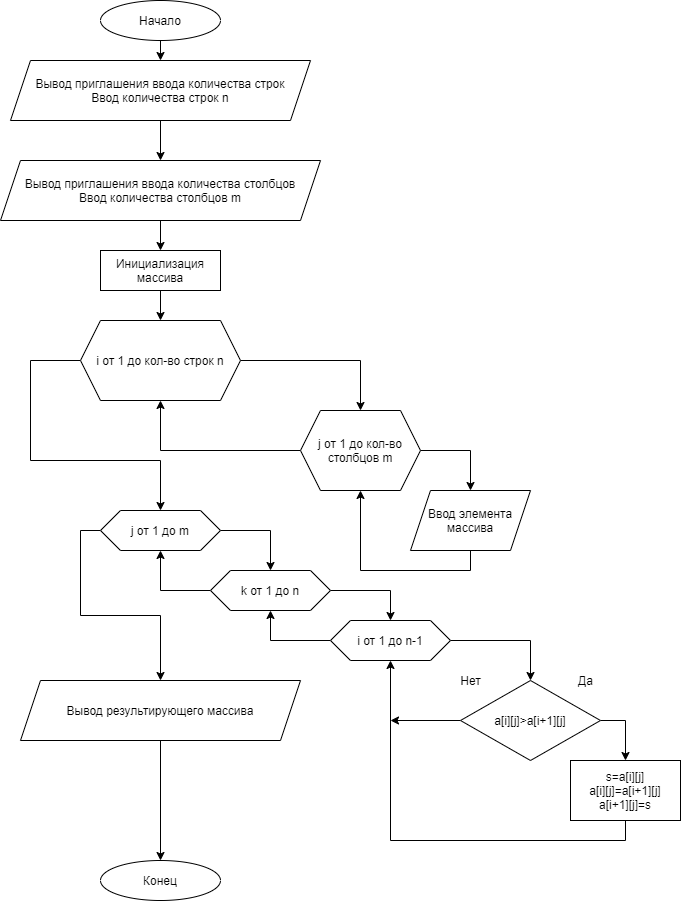 Начало
Вывод приглашения ввода количества строк
Ввод количества строк n
Вывод приглашения ввода количества столбцов
Ввод количества столбцов m
Инициализация
массива
i от 1 до кол-во строк n
j от 1 до кол-во
столбцов m
Ввод элемента
массива
j от 1 до m
k от 1 до n
i от 1 до n-1
Нет
Да
a[i][j]>a[i+1][j]
s=a[i][j]
a[i][j]=a[i+1][j]
a[i+1][j]=s
Вывод результирующего массива
Конец